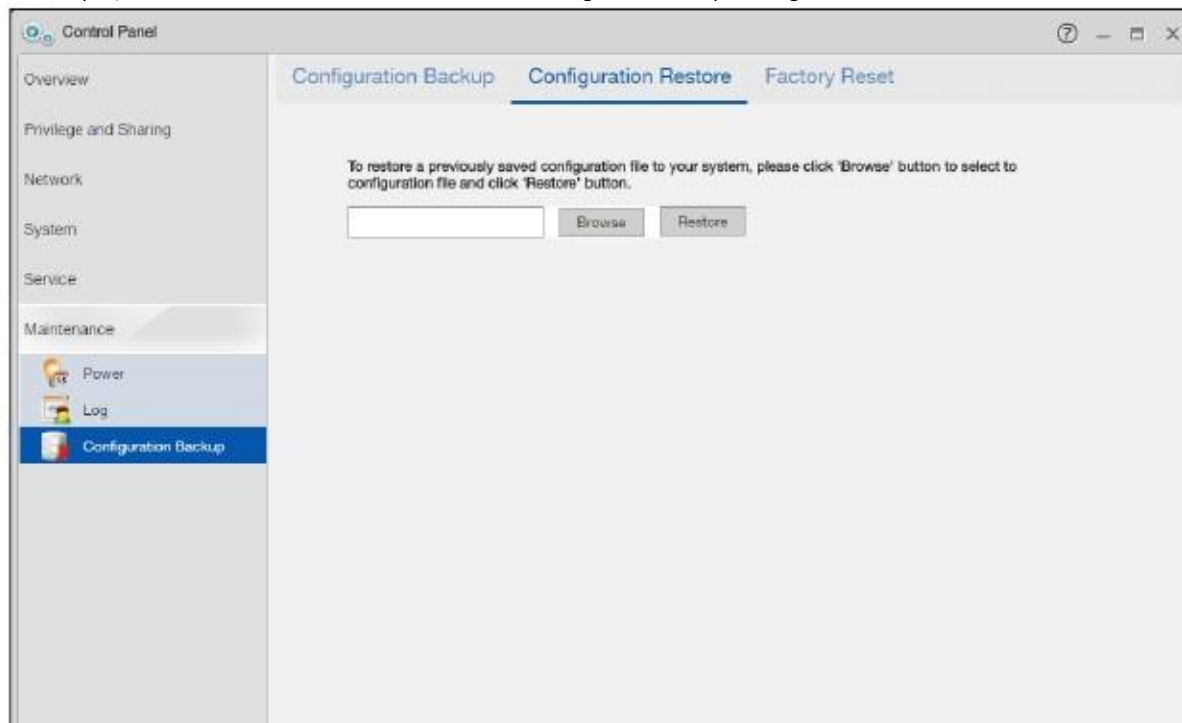 Control Panel
Overview
Privilege and Sharing
Network
System
Service
Maintenance
Power
Log
Configuration Backup
Configuration Backup Configuration Restore Factory Reset
To restore a previously saved configuration file to your system, please click 'Browse' button to select to
configuration file and click 'Restore' button.
Browse Restore